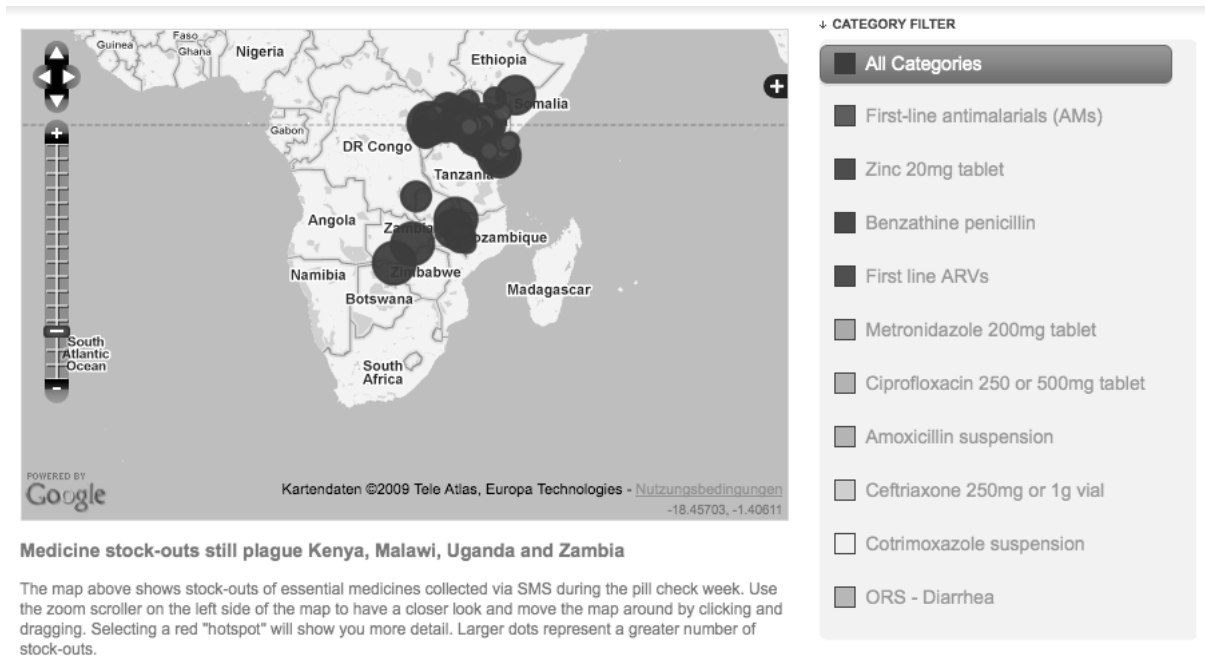 Guinea
Faso
Ghana
Nigeria
Ethiopia
Somalia
Gabon
DR Congo
Tanzania
Angola
Zambia
ozambique
Namibia
Zimbabwe
Botswana
Madagascar
South
Atlantic
Ocean
South
Africa
POWERED BY
Google
Kartendaten ©2009 Tele Atlas, Europa Technologies - Nutzungsbedingungen
-18.45703, -1.40611
Medicine stock-outs still plague Kenya, Malawi, Uganda and Zambia
The map above shows stock-outs of essential medicines collected via SMS during the pill check week. Use
the zoom scroller on the left side of the map to have a closer look and move the map around by clicking and
dragging. Selecting a red "hotspot" will show you more detail. Larger dots represent a greater number of
stock-outs.
↓ CATEGORY FILTER
All Categories
First-line antimalarials (AMs)
Zinc 20mg tablet
Benzathine penicillin
First line ARVs
Metronidazole 200mg tablet
Ciprofloxacin 250 or 500mg tablet
Amoxicillin suspension
Ceftriaxone 250mg or 1g vial
Cotrimoxazole suspension
ORS - Diarrhea